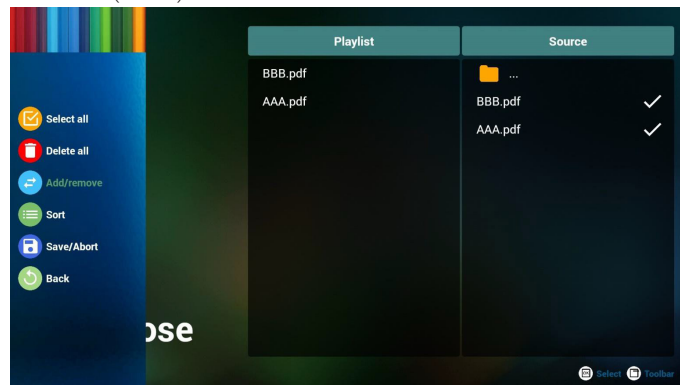 Playlist
Source
BBB.pdf
AAA.pdf
...
BBB.pdf
AAA.pdf
Select all
Delete all
Add/remove
Sort
Save/Abort
Back
ose
Select
Toolbar